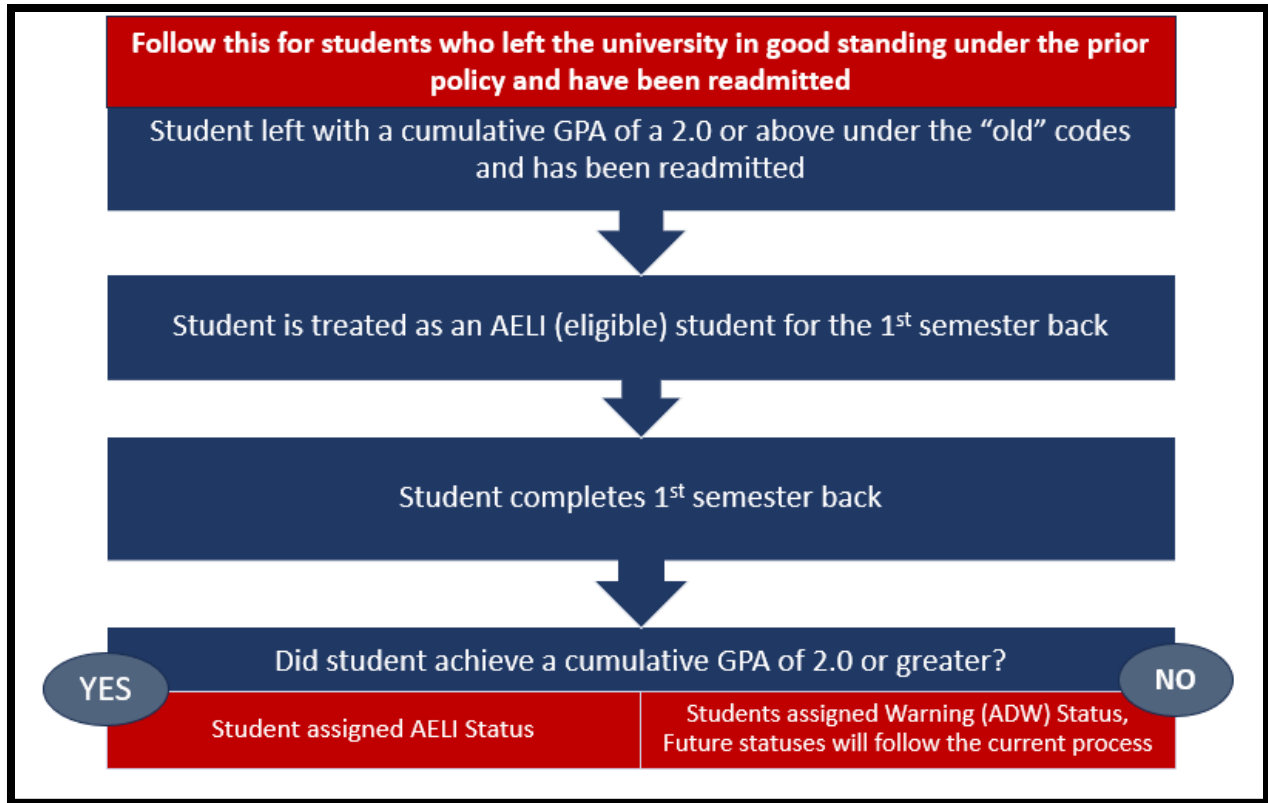 Follow this for students who left the university in good standing under the prior
policy and have been readmitted
Student left with a cumulative GPA of a 2.0 or above under the “old” codes
and has been readmitted
Student is treated as an AELI (eligible) student for the 1st semester back
Student completes 1st semester back
Did student achieve a cumulative GPA of 2.0 or greater?
YES
NO
Student assigned AELI Status
Students assigned Warning (ADW) Status,
Future statuses will follow the current process